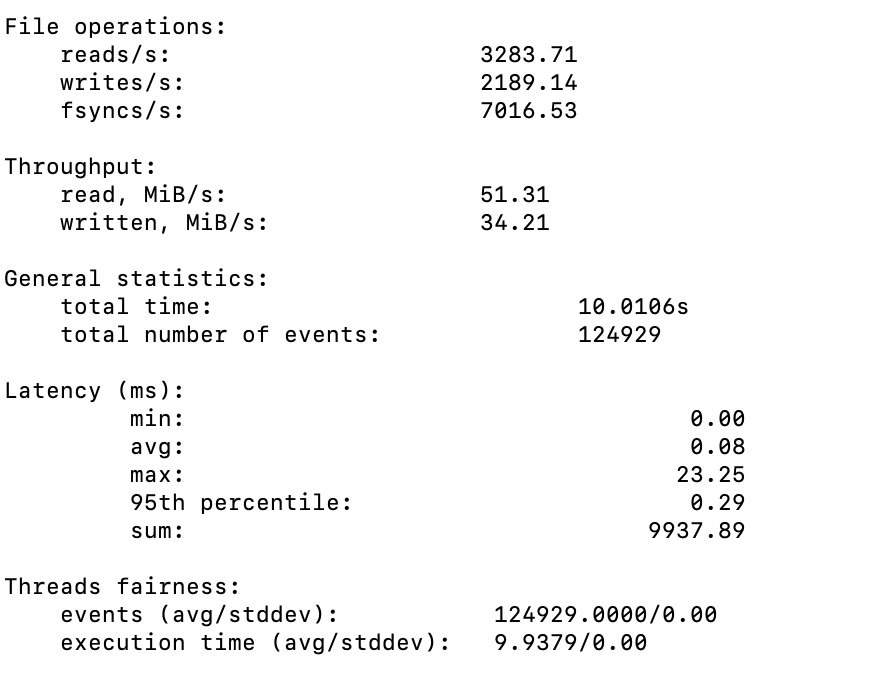 File operations:
    reads/s:                      3283.71
    writes/s:                     2189.14
    fsyncs/s:                     7016.53

Throughput:
    read, MiB/s:                  51.31
    written, MiB/s:               34.21

General statistics:
    total time:                          10.0106s
    total number of events:              124929

Latency (ms):
         min:                                    0.00
         avg:                                    0.08
         max:                                   23.25
         95th percentile:                        0.29
         sum:                                 9937.89

Threads fairness:
    events (avg/stddev):           124929.0000/0.00
    execution time (avg/stddev):   9.9379/0.00